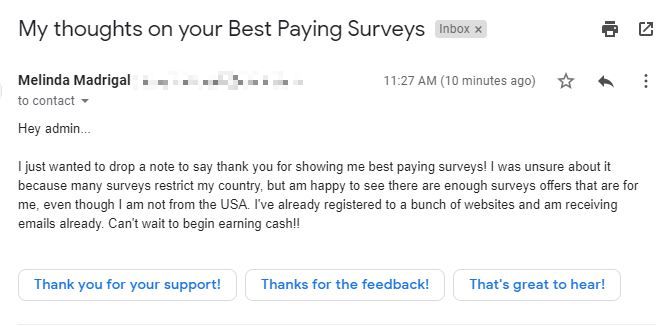 My thoughts on your Best Paying Surveys Inbox x
Melinda Madrigal 11:27 AM (10 minutes ago)
to contact
Hey admin...
I just wanted to drop a note to say thank you for showing me best paying surveys! I was unsure about it
because many surveys restrict my country, but am happy to see there are enough surveys offers that are for
me, even though I am not from the USA. I've already registered to a bunch of websites and am receiving
emails already. Can't wait to begin earning cash!!
Thank you for your support! Thanks for the feedback! That's great to hear!